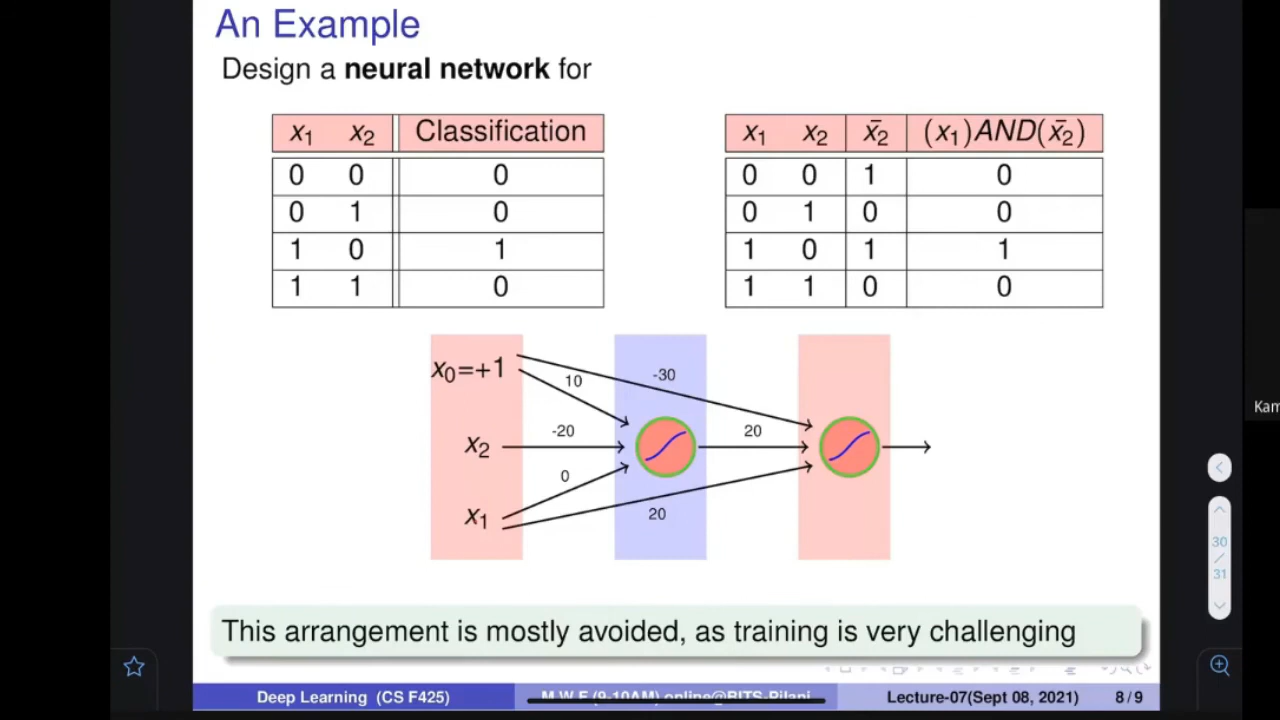 An Example
Design a neural network for
x₁ x₂ Classification
0 0 0
0 1 0
1 0 1
1 1 0
x₁ x₂ x̄₂ (x₁)AND(x̄₂)
0 0 1 0
0 1 0 0
1 0 1 1
1 1 0 0
x₀=+1
10
-30
-20
20
x₂
0
x₁
20
This arrangement is mostly avoided, as training is very challenging
Deep Learning (CS F425)
M W F (9-10AM) online@BITS-Pilani
Lecture-07(Sept 08, 2021)
8/9
Kam
30
/
31